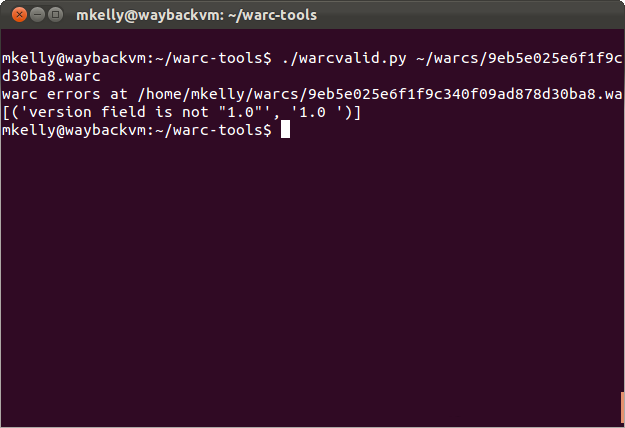 mkelly@waybackvm: ~/warc-tools
mkelly@waybackvm:~/warc-tools$ ./warcvalid.py ~/warcs/9eb5e025e6f1f9c
d30ba8.warc
warc errors at /home/mkelly/warcs/9eb5e025e6f1f9c340f09ad878d30ba8.wa
[('version field is not "1.0"', '1.0 ')]
mkelly@waybackvm:~/warc-tools$